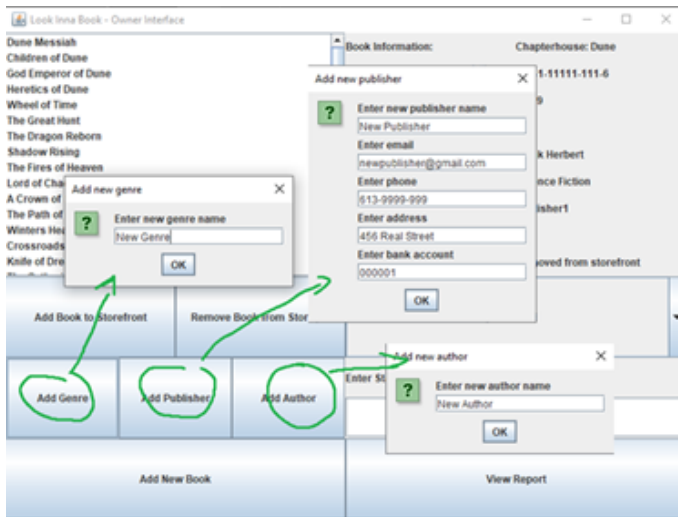 Look Inna Book - Owner Interface
Dune Messiah
Children of Dune
God Emperor of Dune
Heretics of Dune
Wheel of Time
The Great Hunt
The Dragon Reborn
Shadow Rising
The Fires of Heaven
Lord of Cha
A Crown of
The Path of
Winters Hea
Crossroads
Knife of Dre
Book Information:
Chapterhouse: Dune
1-11111-111-6
9
k Herbert
nce Fiction
isher1
oved from storefront
Add new publisher
Enter new publisher name
New Publisher
Enter email
newpublisher@gmail.com
Enter phone
613-9999-999
Enter address
456 Real Street
Enter bank account
000001
OK
Add new genre
Enter new genre name
New Genre
OK
Add Book to Storefront
Remove Book from Stor
Add Genre
Add Publisher
Add Author
Enter St
Add new author
Enter new author name
New Author
OK
Add New Book
View Report